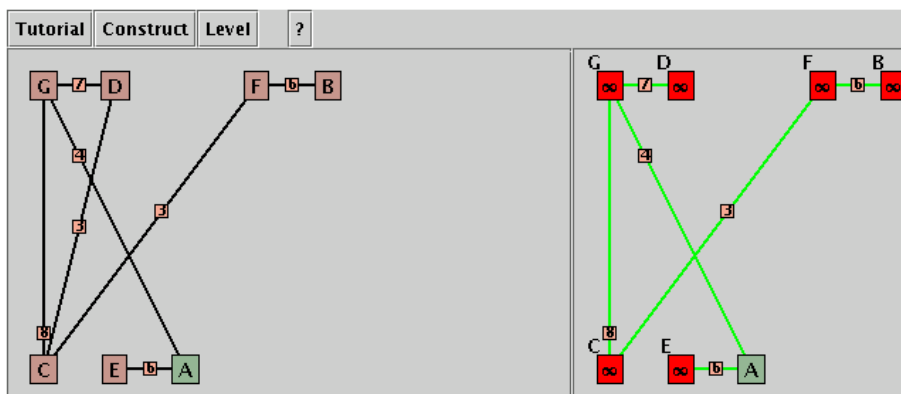 Tutorial Construct Level ?
G D F B
G 7 D F 6 B ∞ 7 ∞ ∞ 6 ∞
4 4
3 3
3
8 8
C E
C E 6 A ∞ ∞ 6 A